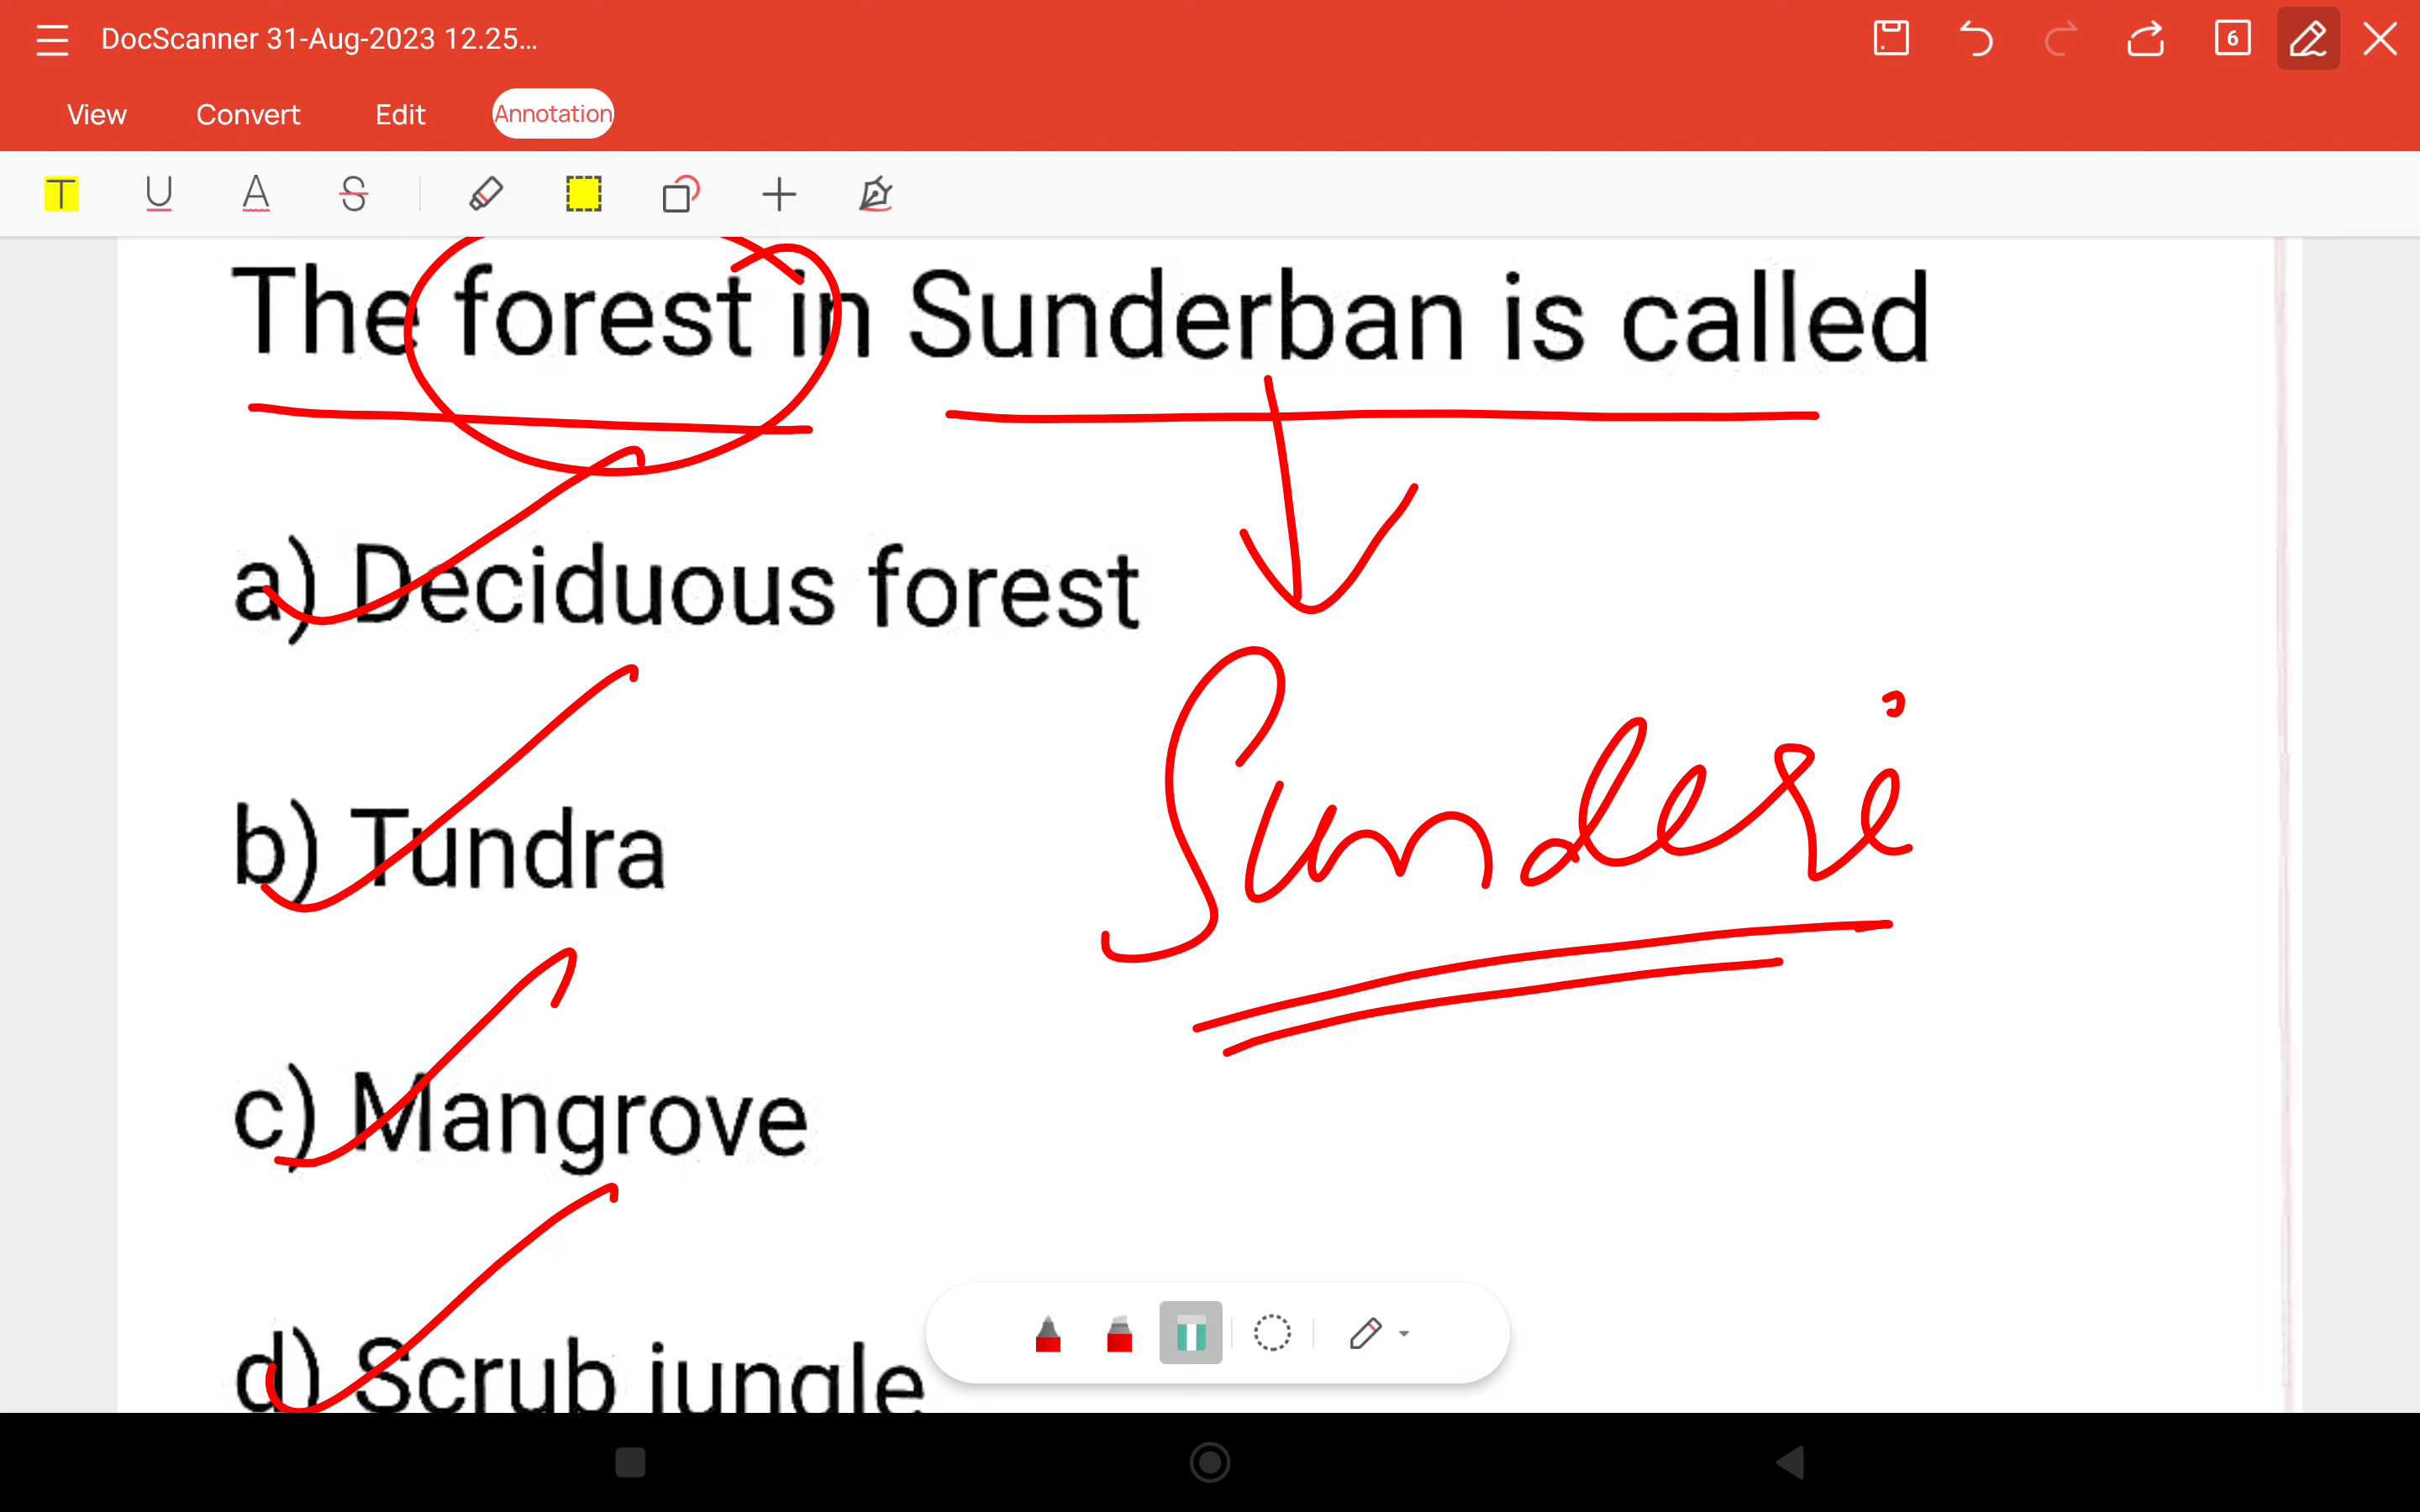 DocScanner 31-Aug-2023 12.25...
6
View Convert Edit Annotation
T U A S
The forest in Sunderban is called
a) Deciduous forest
b) Tundra
Sunderi
c) Mangrove
d) Scrub jungle